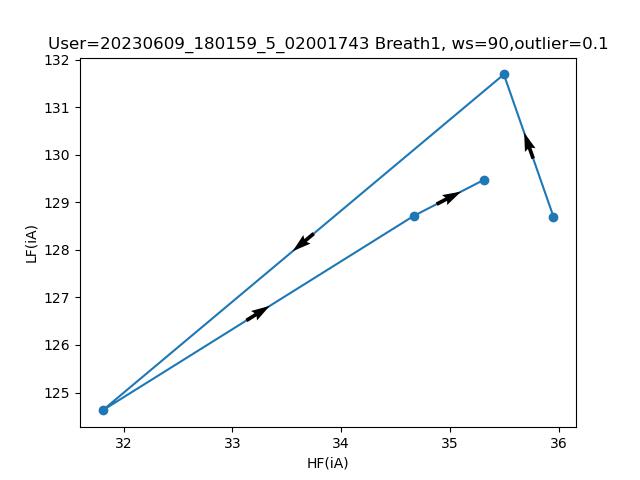 User=20230609_180159_5_02001743 Breath1, ws=90,outlier=0.1
132
131
130
129
128
127
126
125
LF(iA)
32 33 34 35 36
HF(iA)